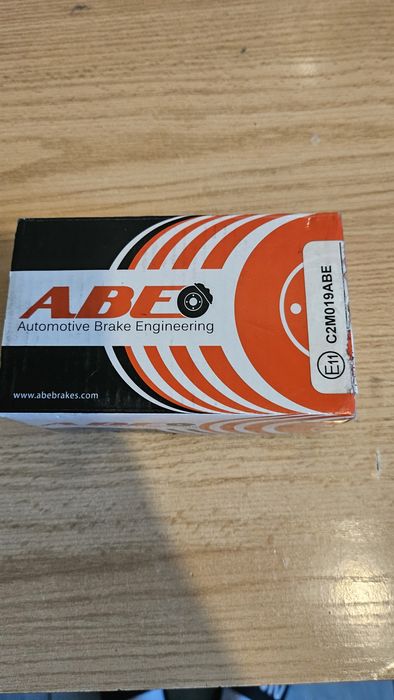 ABE
Automotive Brake Engineering
www.abebrakes.com
E11 C2M019ABE